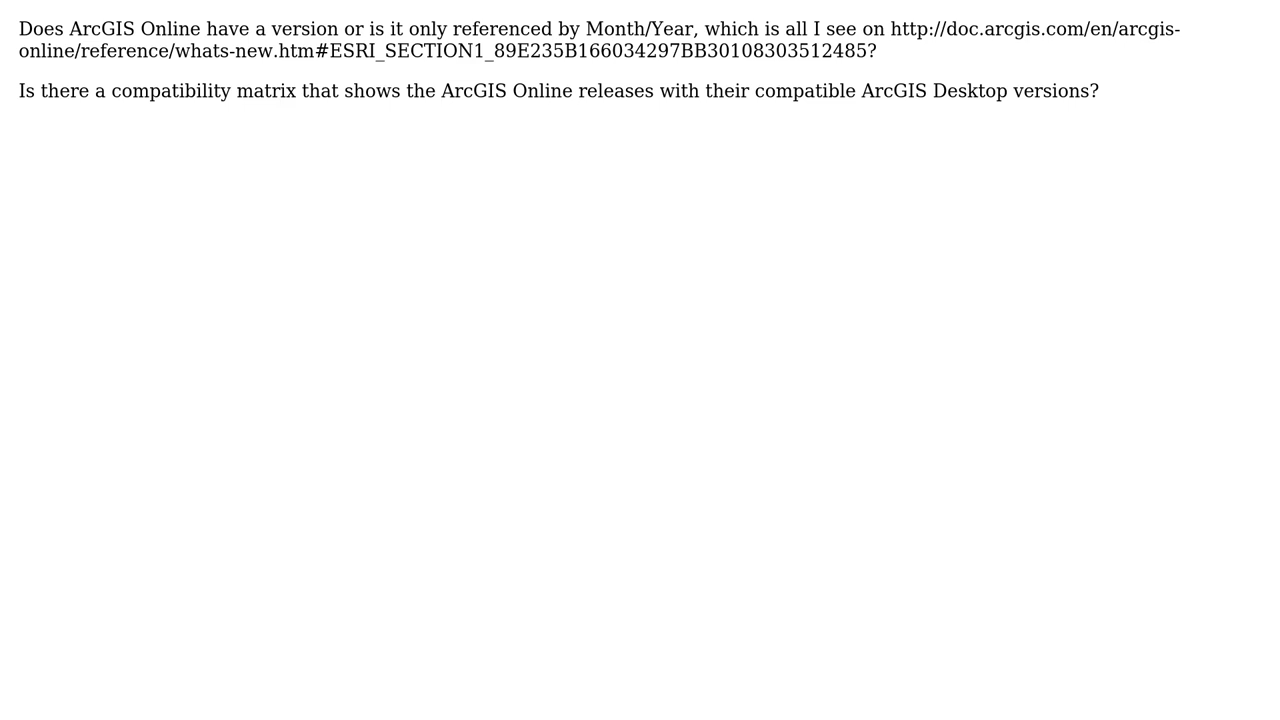 Does ArcGIS Online have a version or is it only referenced by Month/Year, which is all I see on http://doc.arcgis.com/en/arcgis-
online/reference/whats-new.htm#ESRI_SECTION1_89E235B166034297BB30108303512485?
Is there a compatibility matrix that shows the ArcGIS Online releases with their compatible ArcGIS Desktop versions?